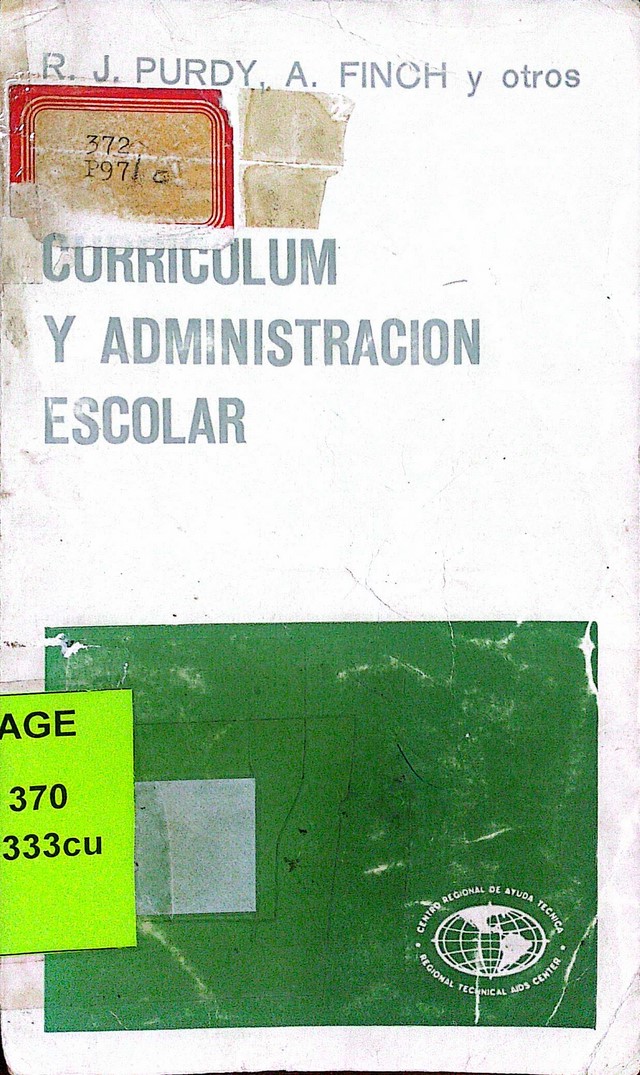 R. J. PURDY, A. FINCH y otros
372
P971 c
CURRICULUM
Y ADMINISTRACION
ESCOLAR
AGE
370
333cu
CENTRO REGIONAL DE AYUDA TECNICA
REGIONAL TECHNICAL AIDS CENTER